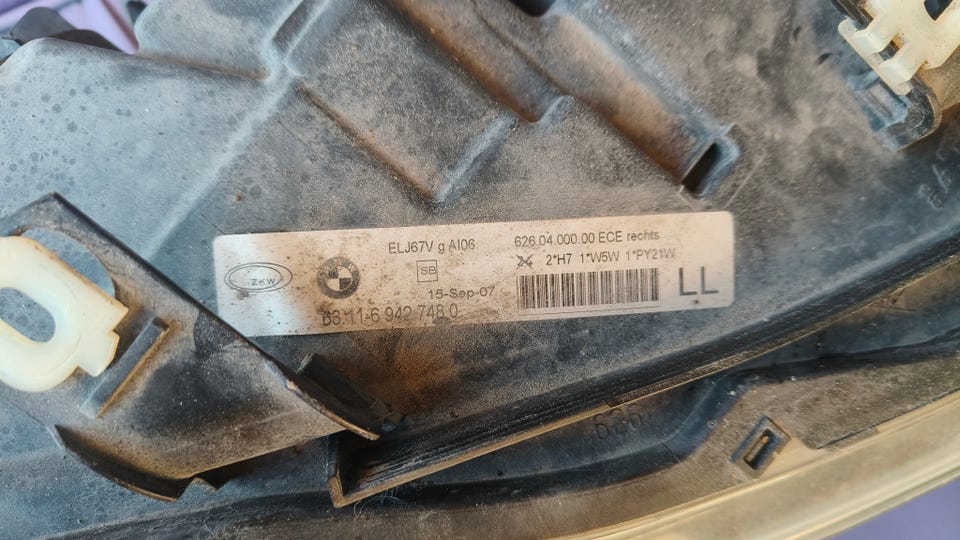 ELJ67V g AI06
626.04.000.00 ECE rechts
ZKW
SB
2*H7 1*W5W 1*PY21W
15-Sep-07
LL
63 11-6 942 748 0